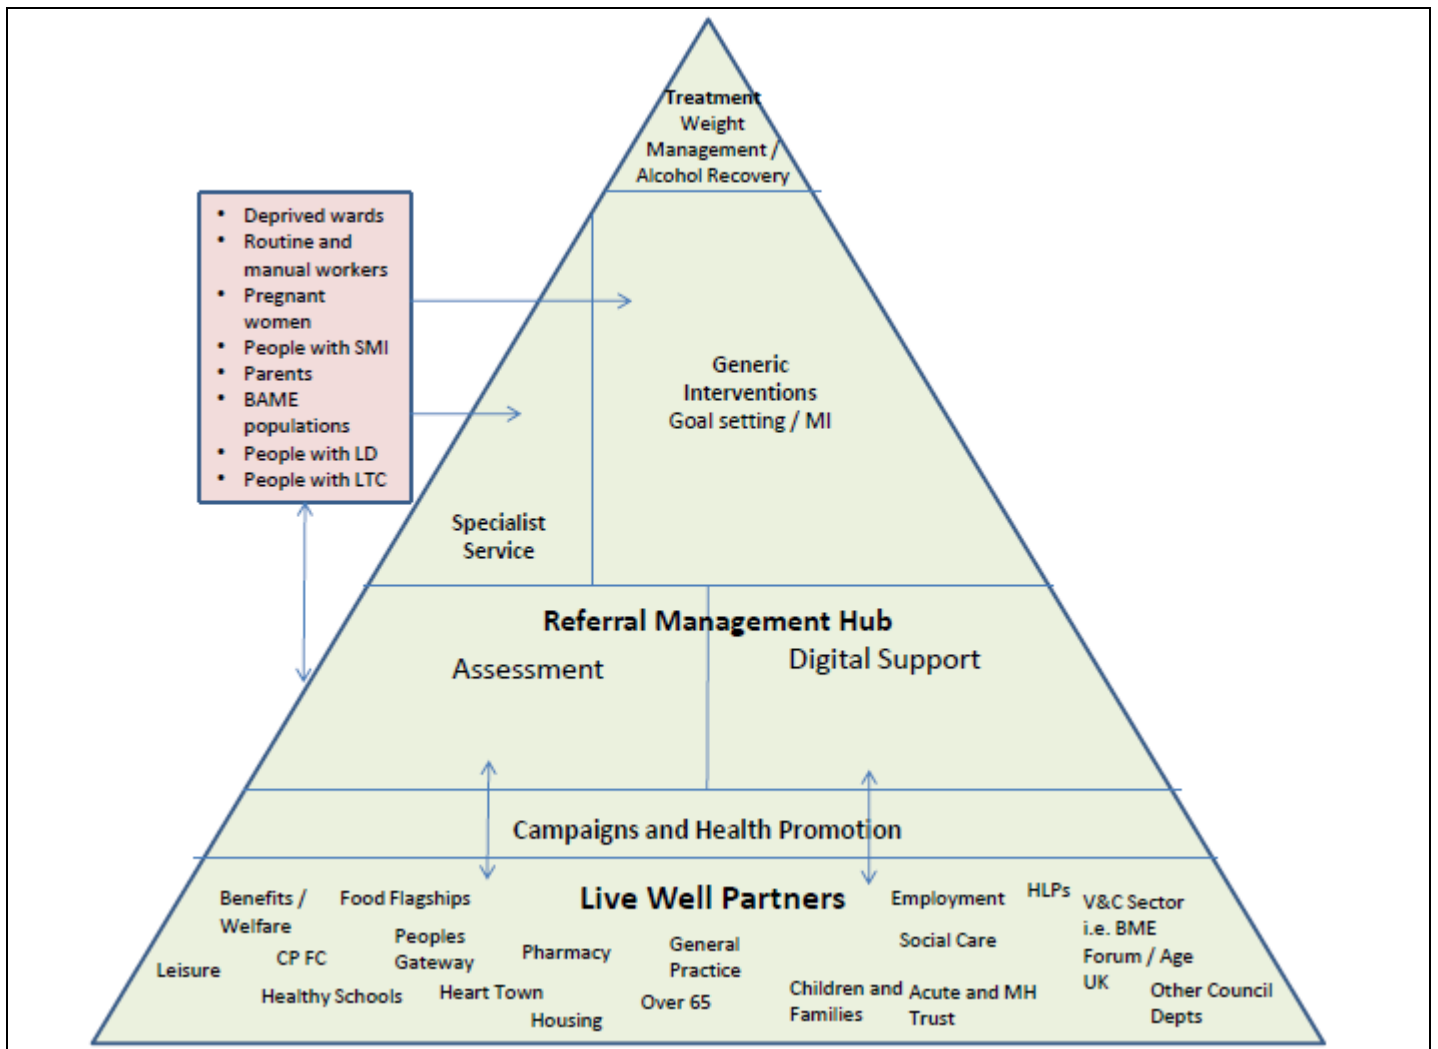 Treatment
Weight
Management /
Alcohol Recovery
• Deprived wards
• Routine and
manual workers
• Pregnant
women
• People with SMI
• Parents
• BAME
populations
• People with LD
• People with LTC
Generic
Interventions
Goal setting / MI
Specialist
Service
Referral Management Hub
Assessment
Digital Support
Campaigns and Health Promotion
Live Well Partners
Benefits /
Welfare
Food Flagships
Employment
HLPs
V&C Sector
i.e. BME
Forum / Age
UK
Leisure
CP FC
Peoples
Gateway
Pharmacy
General
Practice
Social Care
Healthy Schools
Heart Town
Housing
Over 65
Children and
Families
Acute and MH
Trust
Other Council
Depts